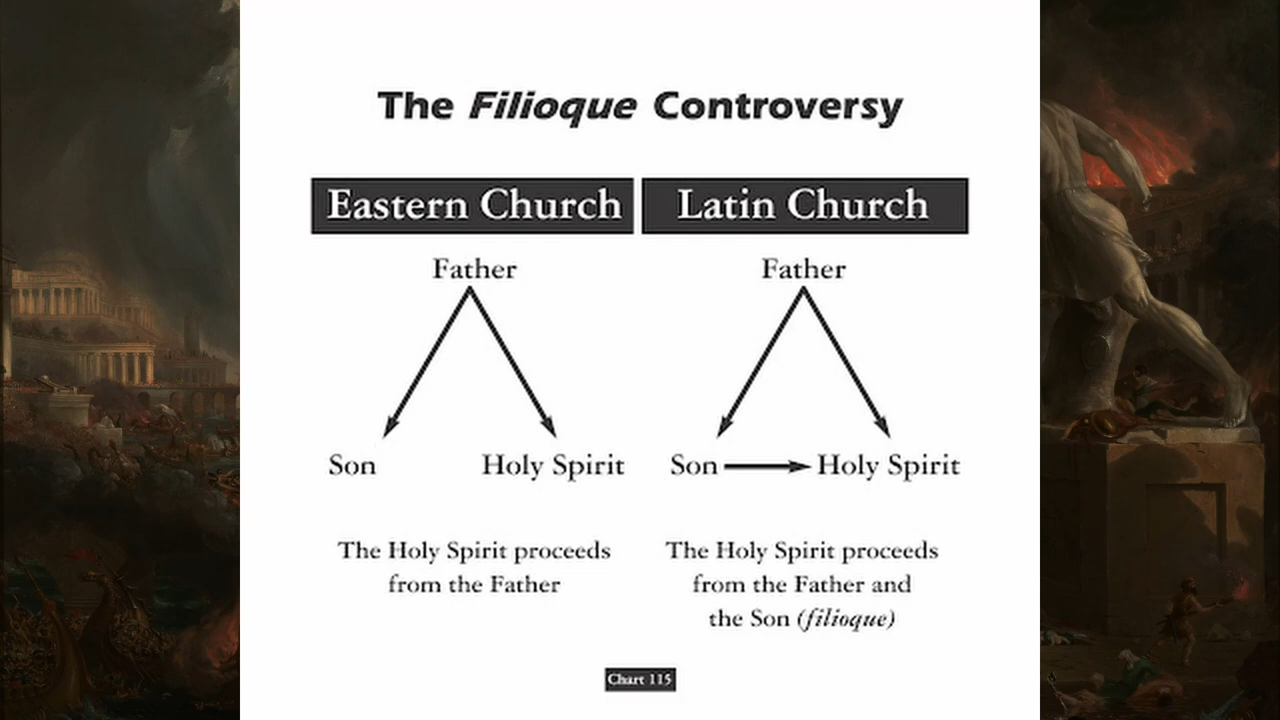 The Filioque Controversy
Eastern Church
Latin Church
Father
Father
Son
Holy Spirit
Son
Holy Spirit
The Holy Spirit proceeds
from the Father
The Holy Spirit proceeds
from the Father and
the Son (filioque)
Chart 115